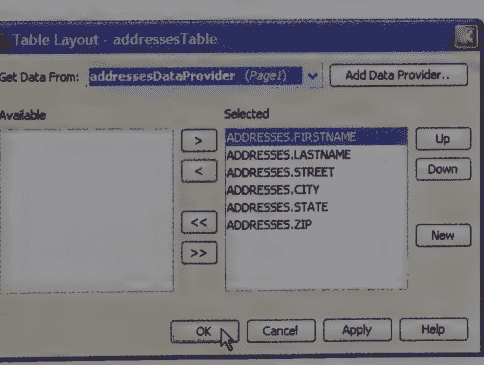 Table Layout - addressesTable
Get Data From: addressesDataProvider (Page1) Add Data Provider..
Available Selected
> ADDRESSES.FIRSTNAME Up
ADDRESSES.LASTNAME
< ADDRESSES.STREET Down
ADDRESSES.CITY
<< ADDRESSES.STATE
ADDRESSES.ZIP New
>>
OK Cancel Apply Help